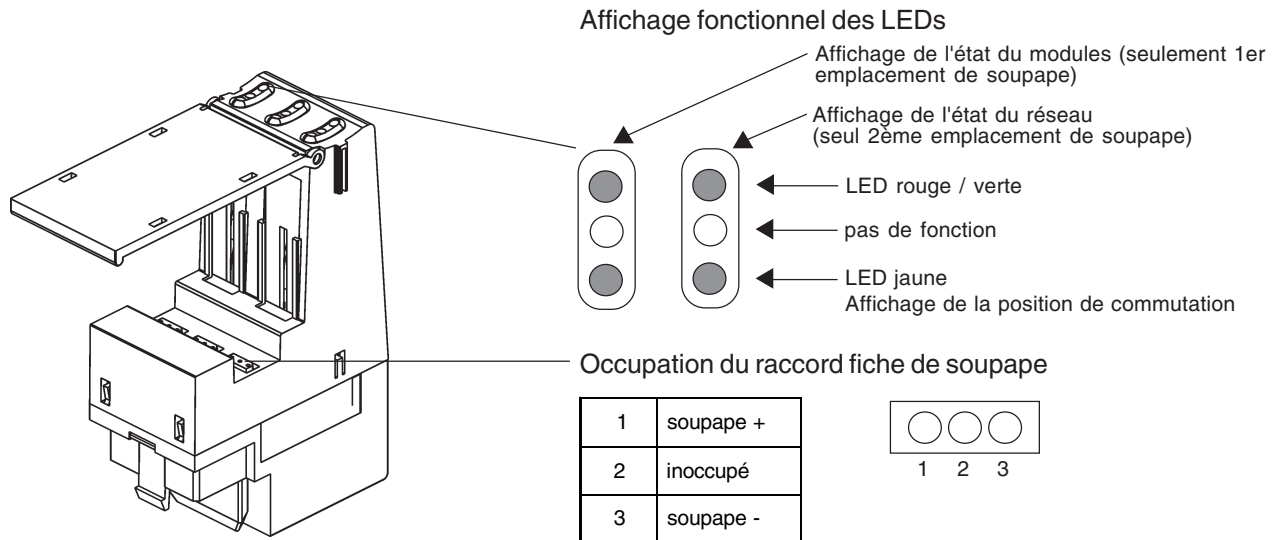 Affichage fonctionnel des LEDs
Affichage de l'état du modules (seulement 1er
emplacement de soupape)
Affichage de l'état du réseau
(seul 2ème emplacement de soupape)
LED rouge / verte
pas de fonction
LED jaune
Affichage de la position de commutation
Occupation du raccord fiche de soupape
1 soupape +
2 inoccupé
3 soupape -
1 2 3